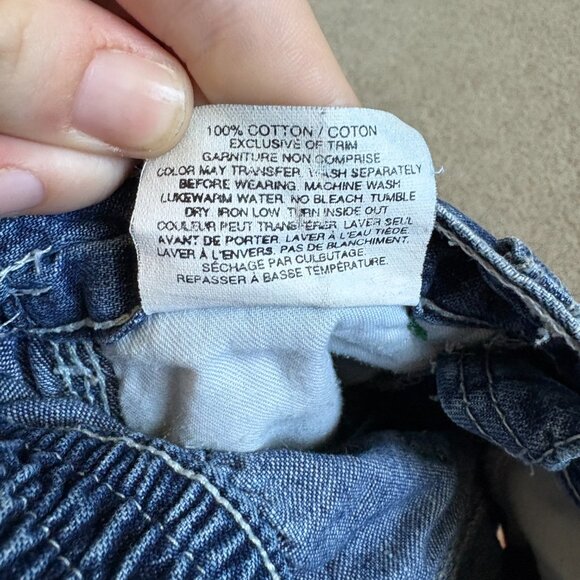 100% COTTON / COTON
EXCLUSIVE OF TRIM
GARNITURE NON COMPRISE
COLOR MAY TRANSFER. WASH SEPARATELY
BEFORE WEARING. MACHINE WASH
LUKEWARM WATER. NO BLEACH. TUMBLE
DRY. IRON LOW. TURN INSIDE OUT
COULEUR PEUT TRANSFÉRER. LAVER SEUL
AVANT DE PORTER. LAVER À L'EAU TIÈDE.
LAVER À L'ENVERS. PAS DE BLANCHIMENT.
SÉCHAGE PAR CULBUTAGE.
REPASSER À BASSE TEMPÉRATURE.